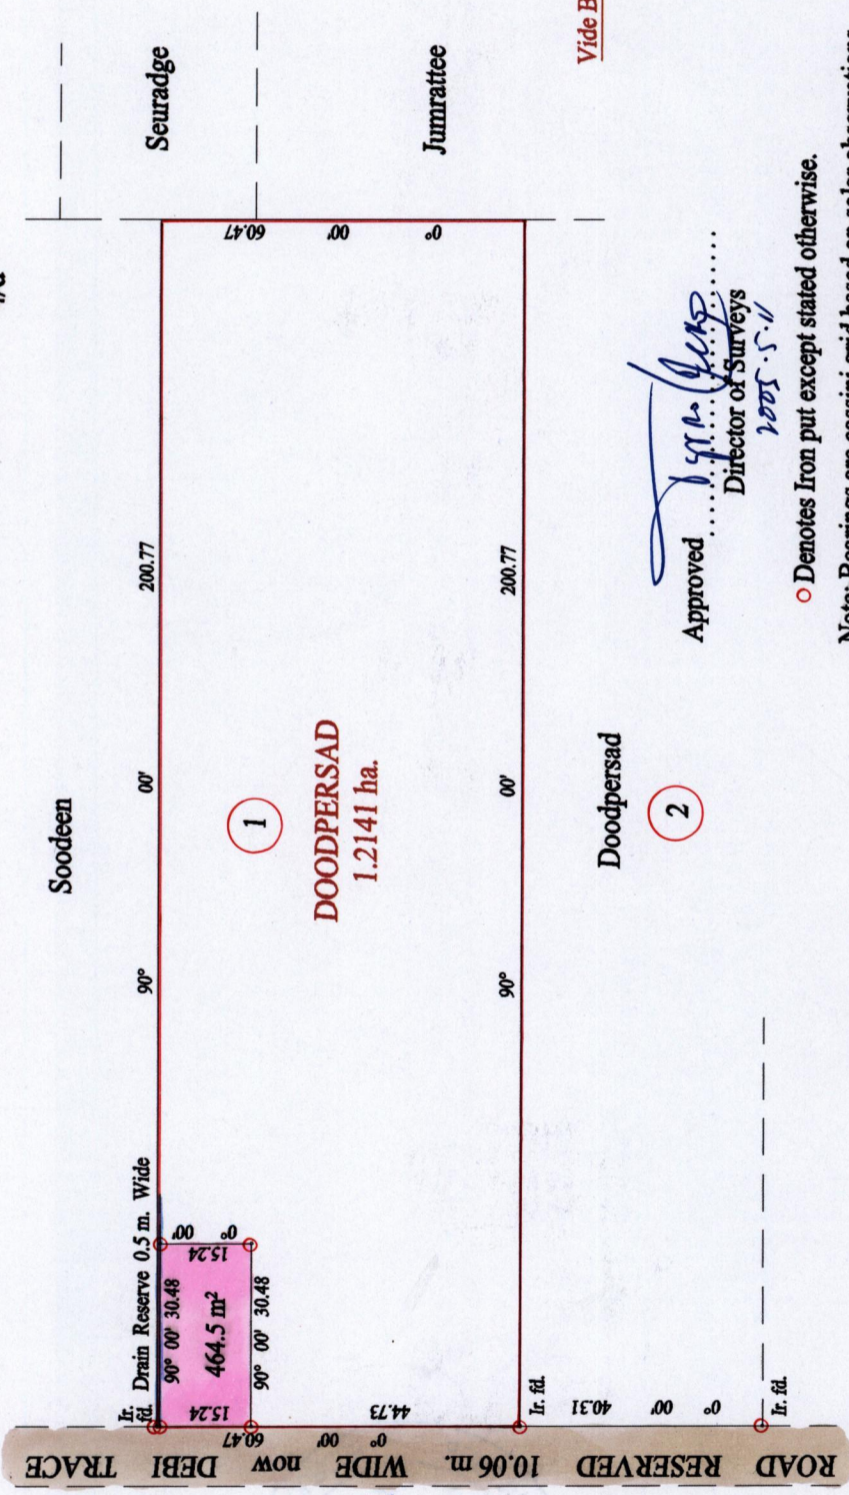 ROAD RESERVED 10.06 m. WIDE now DEBI TRACE
0° 00' 60.47
Ir. fd.
Drain Reserve 0.5 m. Wide
90° 00' 30.48
15.24
464.5 m²
0° 00' 15.24
90° 00' 30.48
44.73
Ir. fd.
0° 00' 40.31
Ir. fd.
Soodeen
90° 00' 200.77
1
DOODPERSAD
1.2141 ha.
90° 00' 200.77
0° 00' 60.47
Seuradge
Jumrattee
Doodpersad
2
Vide
Approved
Director of Surveys
2005.5.11
Denotes Iron put except stated otherwise.